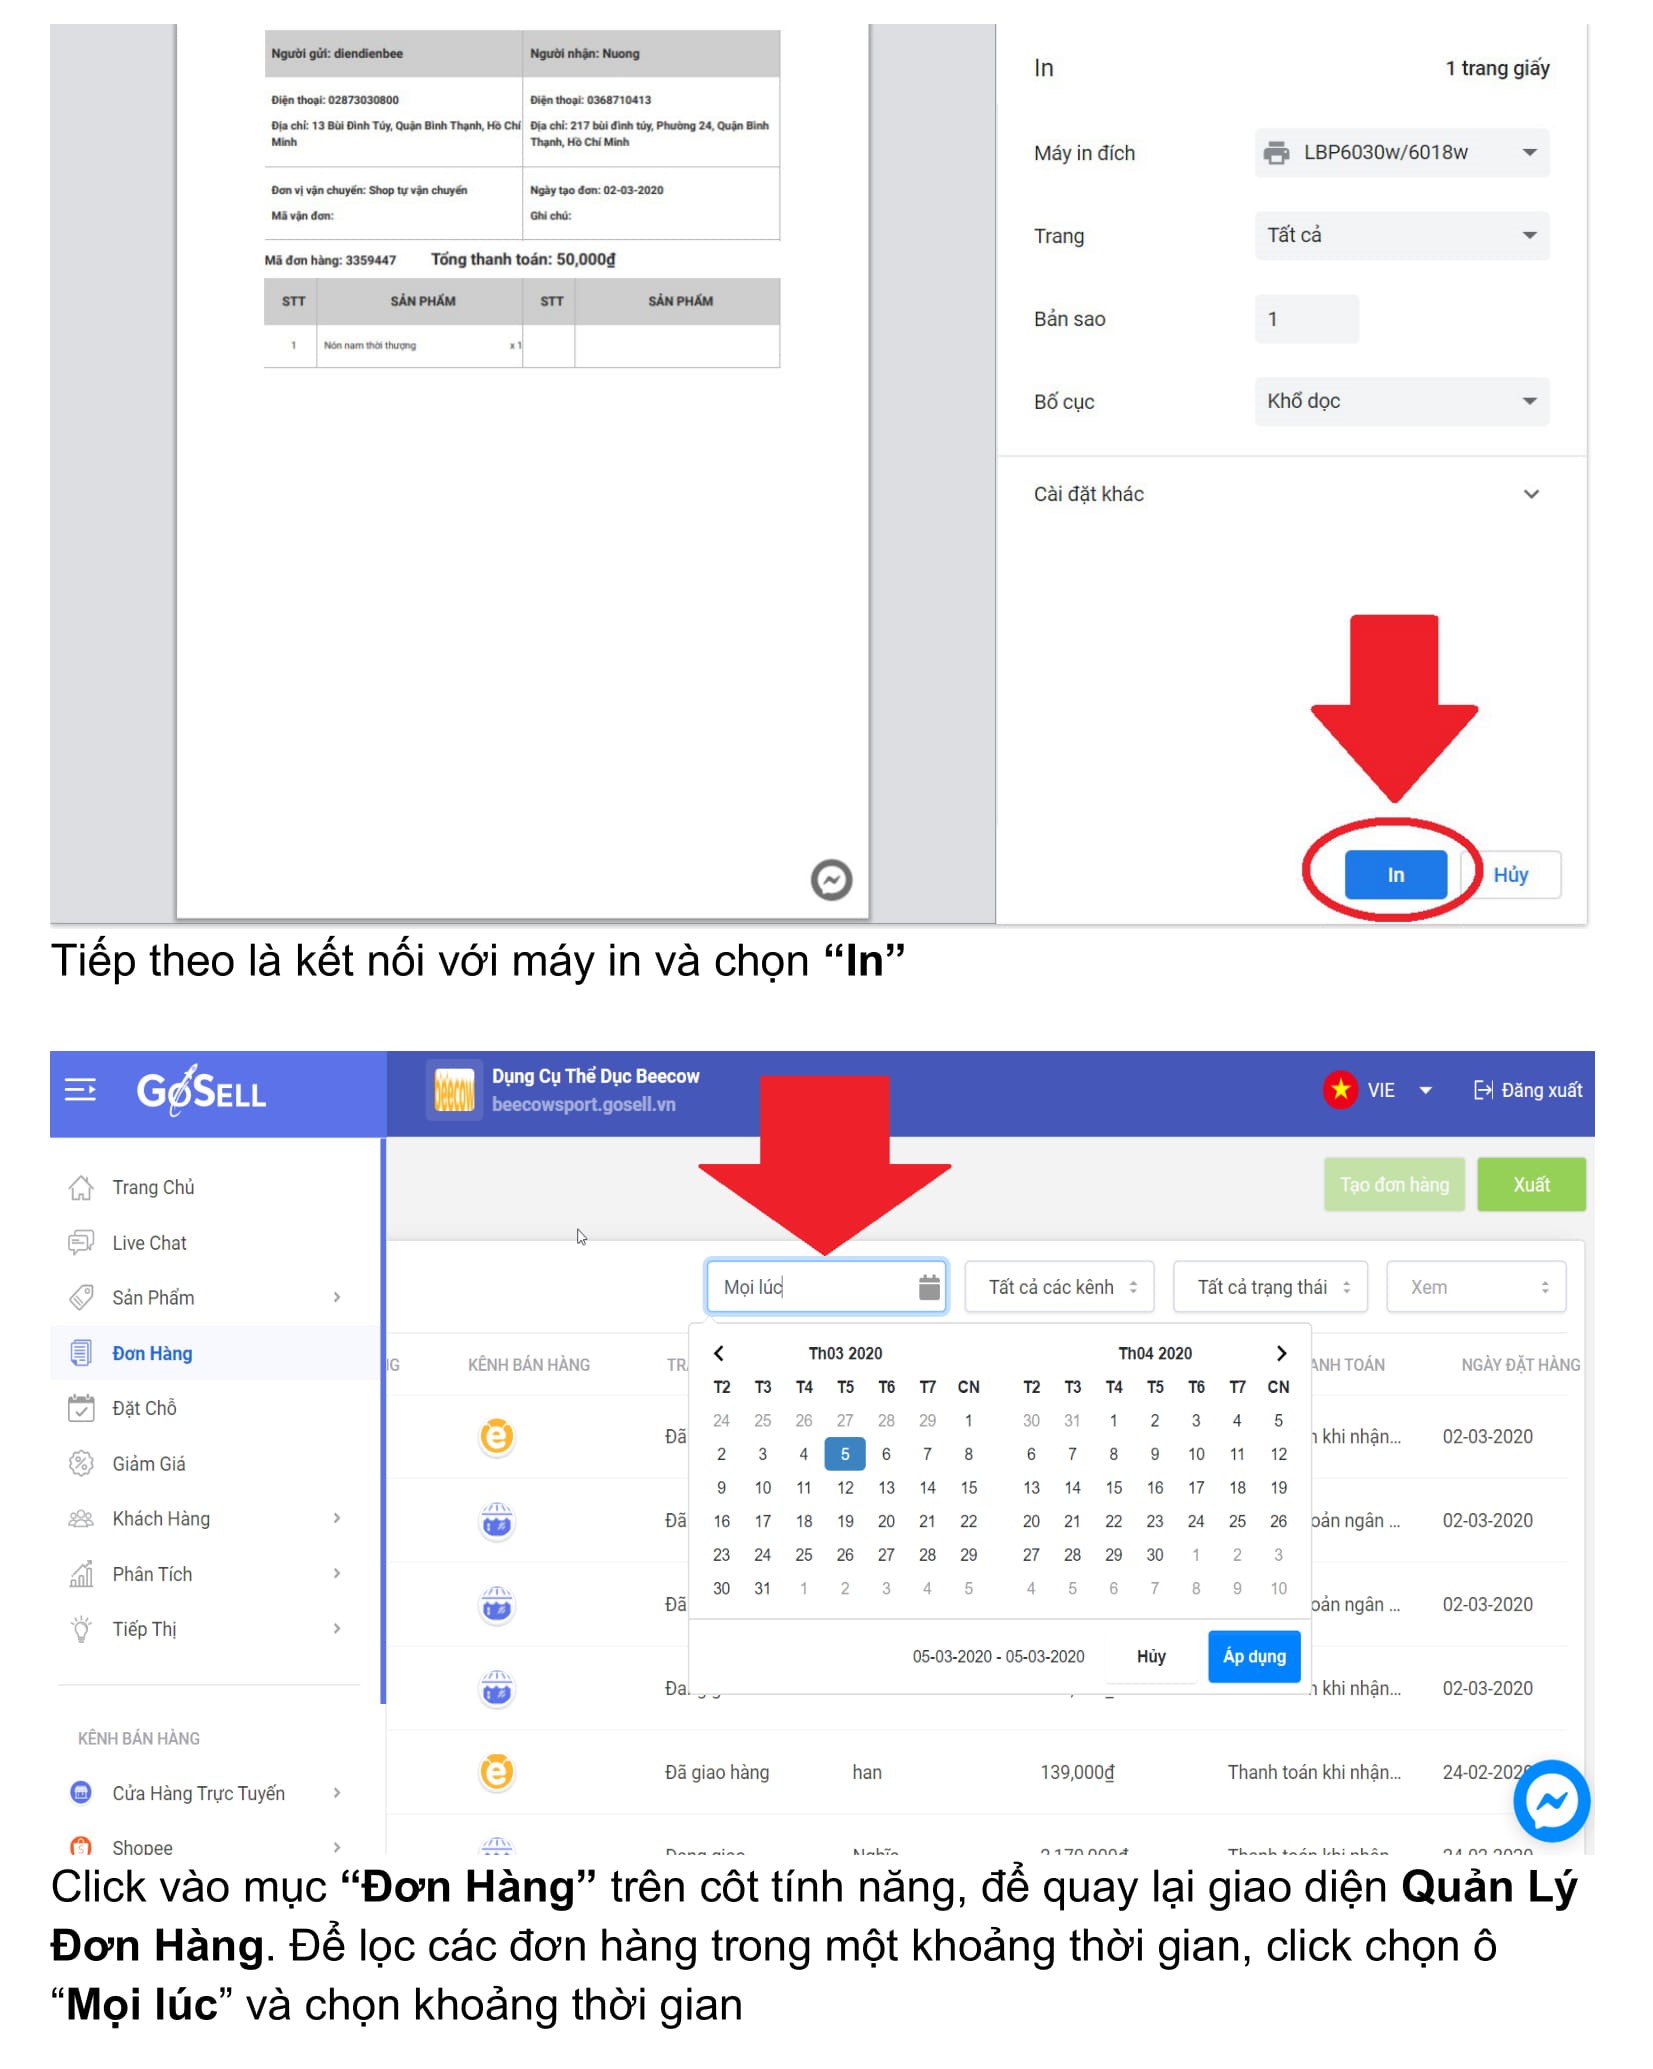 Người gửi: diendienbee
Người nhận: Nuong
Điện thoại: 02873030800
Địa chỉ: 13 Bùi Đình Túy, Quận Bình Thạnh, Hồ Chí
Minh
Điện thoại: 0368710413
Địa chỉ: 217 bùi đình túy, Phường 24, Quận Bình
Thạnh, Hồ Chí Minh
Đơn vị vận chuyển: Shop tự vận chuyển
Mã vận đơn:
Ngày tạo đơn: 02-03-2020
Ghi chú:
Mã đơn hàng: 3359447 Tổng thanh toán: 50,000₫
STT SẢN PHẨM STT SẢN PHẨM
1 Nón nam thời thượng x 1
In 1 trang giấy
Máy in đích LBP6030w/6018w
Trang Tất cả
Bản sao 1
Bố cục Khổ dọc
Cài đặt khác
In Hủy
Tiếp theo là kết nối với máy in và chọn “In”
GoSELL
beecow
Dụng Cụ Thể Dục Beecow
beecowsport.gosell.vn
VIE Đăng xuất
Trang Chủ
Live Chat
Sản Phẩm
Đơn Hàng
Đặt Chỗ
Giảm Giá
Khách Hàng
Phân Tích
Tiếp Thị
KÊNH BÁN HÀNG
Cửa Hàng Trực Tuyến
Shopee
Tạo đơn hàng Xuất
Mọi lúc Tất cả các kênh Tất cả trạng thái Xem
NG KÊNH BÁN HÀNG TRẠ ANH TOÁN NGÀY ĐẶT HÀNG
Th03 2020 Th04 2020
T2 T3 T4 T5 T6 T7 CN T2 T3 T4 T5 T6 T7 CN
24 25 26 27 28 29 1 30 31 1 2 3 4 5
2 3 4 5 6 7 8 6 7 8 9 10 11 12
9 10 11 12 13 14 15 13 14 15 16 17 18 19
16 17 18 19 20 21 22 20 21 22 23 24 25 26
23 24 25 26 27 28 29 27 28 29 30 1 2 3
30 31 1 2 3 4 5 4 5 6 7 8 9 10
05-03-2020 - 05-03-2020 Hủy Áp dụng
Đã khi nhận... 02-03-2020
Đã oản ngân ... 02-03-2020
Đã oản ngân ... 02-03-2020
khi nhận... 02-03-2020
Đã giao hàng han 139,000₫ Thanh toán khi nhận... 24-02-2020
Click vào mục “Đơn Hàng” trên côt tính năng, để quay lại giao diện Quản Lý
Đơn Hàng. Để lọc các đơn hàng trong một khoảng thời gian, click chọn ô
“Mọi lúc” và chọn khoảng thời gian